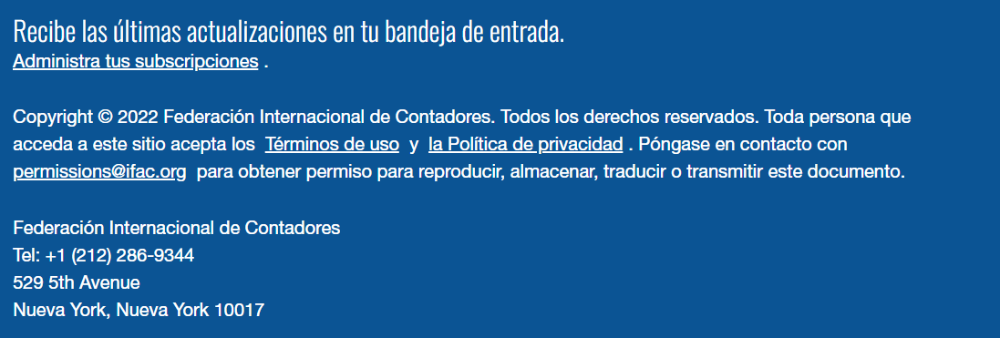 Recibe las últimas actualizaciones en tu bandeja de entrada.
Administra tus subscripciones .
Copyright © 2022 Federación Internacional de Contadores. Todos los derechos reservados. Toda persona que
acceda a este sitio acepta los Términos de uso y la Política de privacidad . Póngase en contacto con
permissions@ifac.org para obtener permiso para reproducir, almacenar, traducir o transmitir este documento.
Federación Internacional de Contadores
Tel: +1 (212) 286-9344
529 5th Avenue
Nueva York, Nueva York 10017